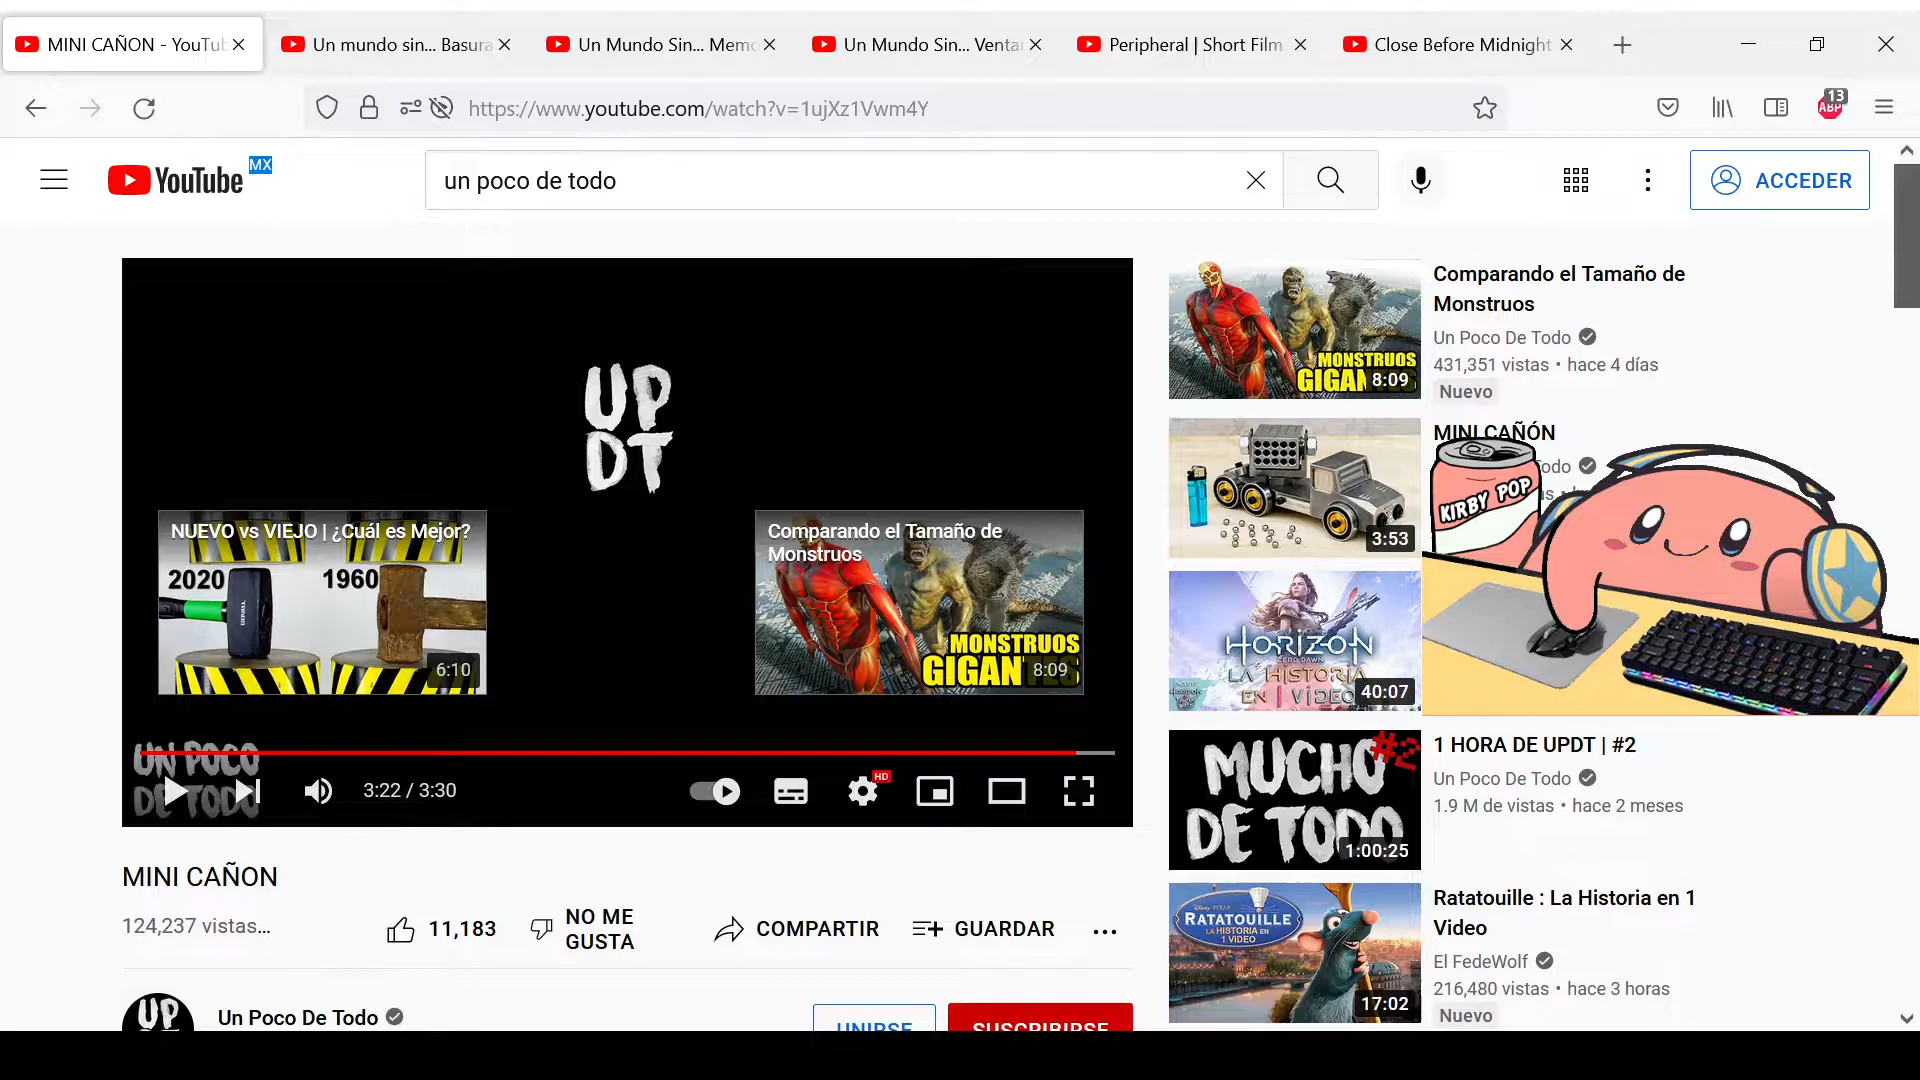 MINI CAÑON - YouTu
Un mundo sin... Basura
Un Mundo Sin... Memo
Un Mundo Sin... Venta
Peripheral | Short Film
Close Before Midnight
https://www.youtube.com/watch?v=1ujXz1Vwm4Y
13
ABP
YouTube
MX
un poco de todo
ACCEDER
UP
DT
NUEVO vs VIEJO | ¿Cuál es Mejor?
2020
1960
6:10
Comparando el Tamaño de
Monstruos
MONSTRUOS
GIGANTES
8:09
UN POCO
DE TODO
3:22 / 3:30
HD
MINI CAÑON
124,237 vistas...
11,183
NO ME
GUSTA
COMPARTIR
GUARDAR
UP
Un Poco De Todo
UNIRSE
SUSCRIBIRSE
MONSTRUOS
GIGAN
8:09
Comparando el Tamaño de
Monstruos
Un Poco De Todo
431,351 vistas • hace 4 días
Nuevo
3:53
MINI CAÑÓN
Todo
KIRBY POP
HORIZON
ZERO DAWN
LA HISTORIA
EN 1 VIDEO
40:07
MUCHO #2
DE TODO
1:00:25
1 HORA DE UPDT | #2
Un Poco De Todo
1.9 M de vistas • hace 2 meses
DISNEY PIXAR
RATATOUILLE
LA HISTORIA EN
1 VIDEO
17:02
Ratatouille : La Historia en 1
Video
El FedeWolf
216,480 vistas • hace 3 horas
Nuevo